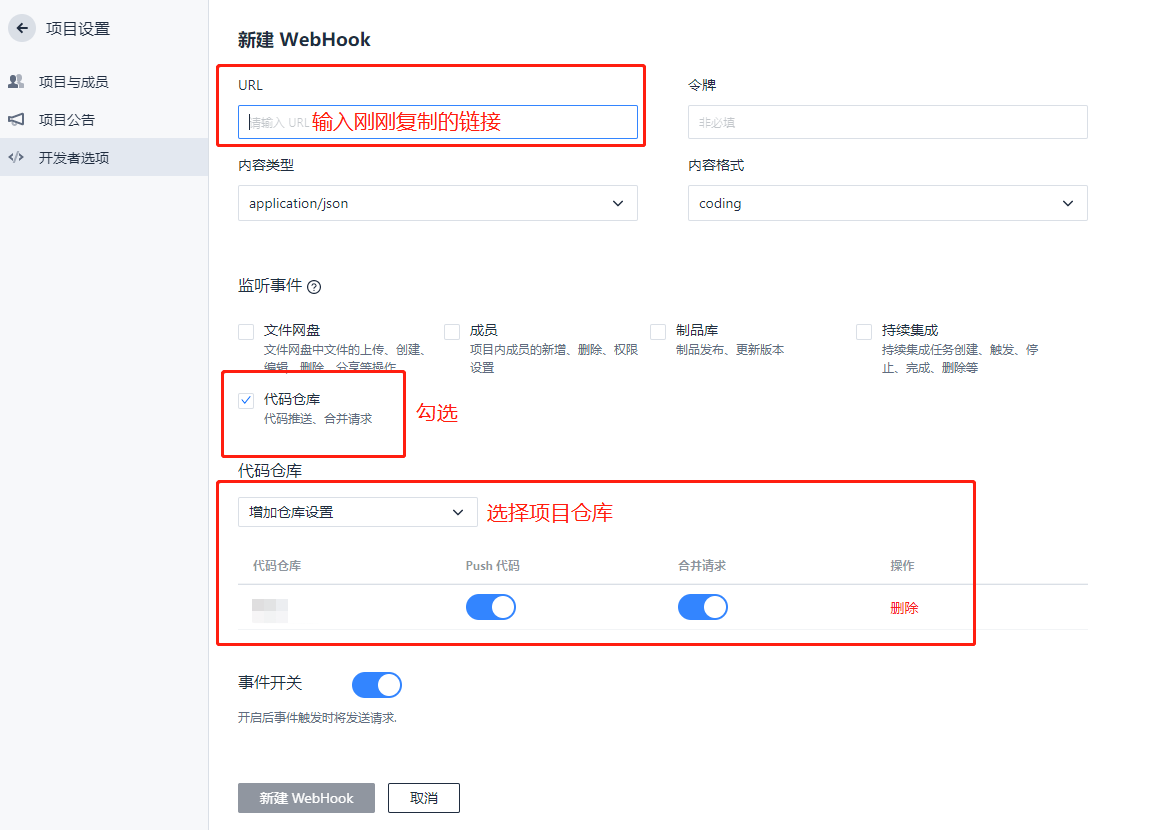 项目设置
项目与成员
项目公告
开发者选项
新建 WebHook
URL
令牌
请输入 URL
输入刚刚复制的链接
非必填
内容类型
内容格式
application/json
coding
监听事件
文件网盘
文件网盘中文件的上传、创建、
编辑、删除、分享等操作
成员
项目内成员的新增、删除、权限
设置
制品库
制品发布、更新版本
持续集成
持续集成任务创建、触发、停
止、完成、删除等
代码仓库
代码推送、合并请求
勾选
代码仓库
增加仓库设置
选择项目仓库
代码仓库
Push 代码
合并请求
操作
删除
事件开关
开启后事件触发时将发送请求.
新建 WebHook
取消